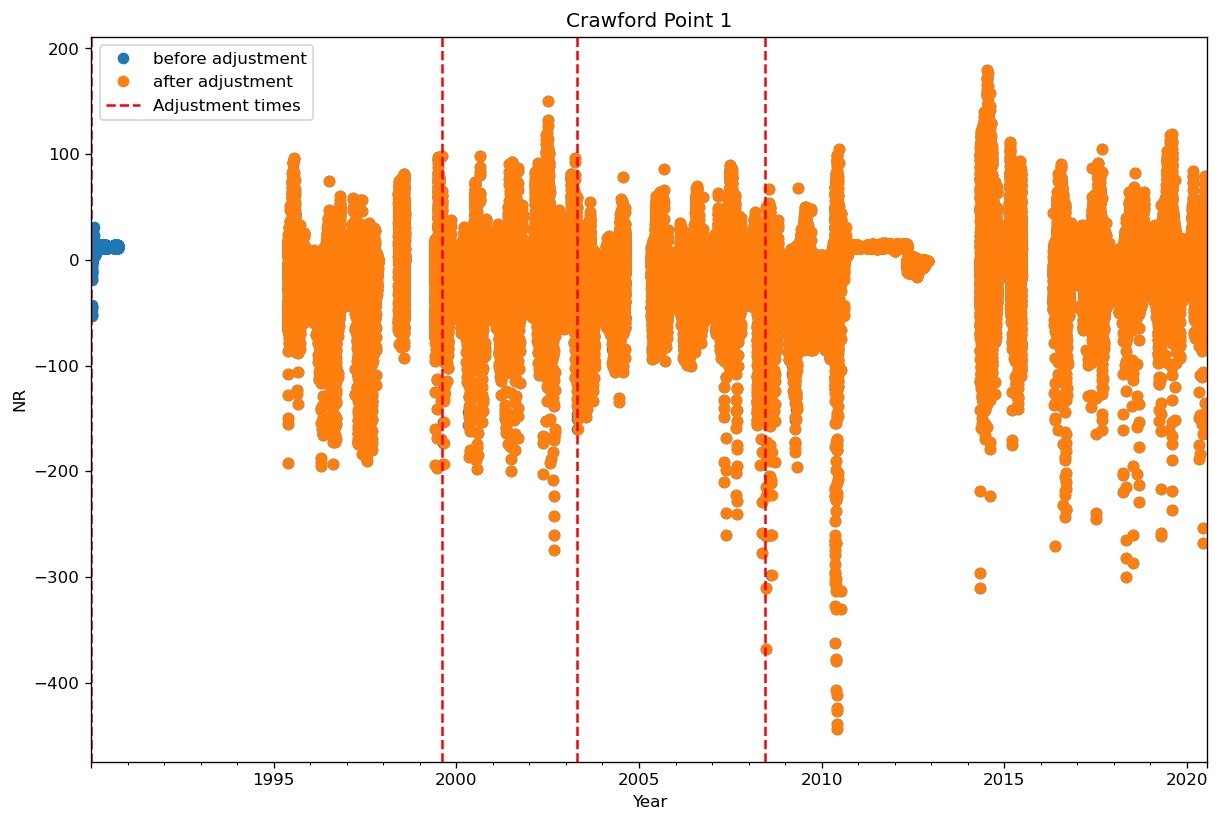 Crawford Point 1
before adjustment
after adjustment
Adjustment times
200
100
0
−100
−200
−300
−400
NR
1995
2000
2005
2010
2015
2020
Year